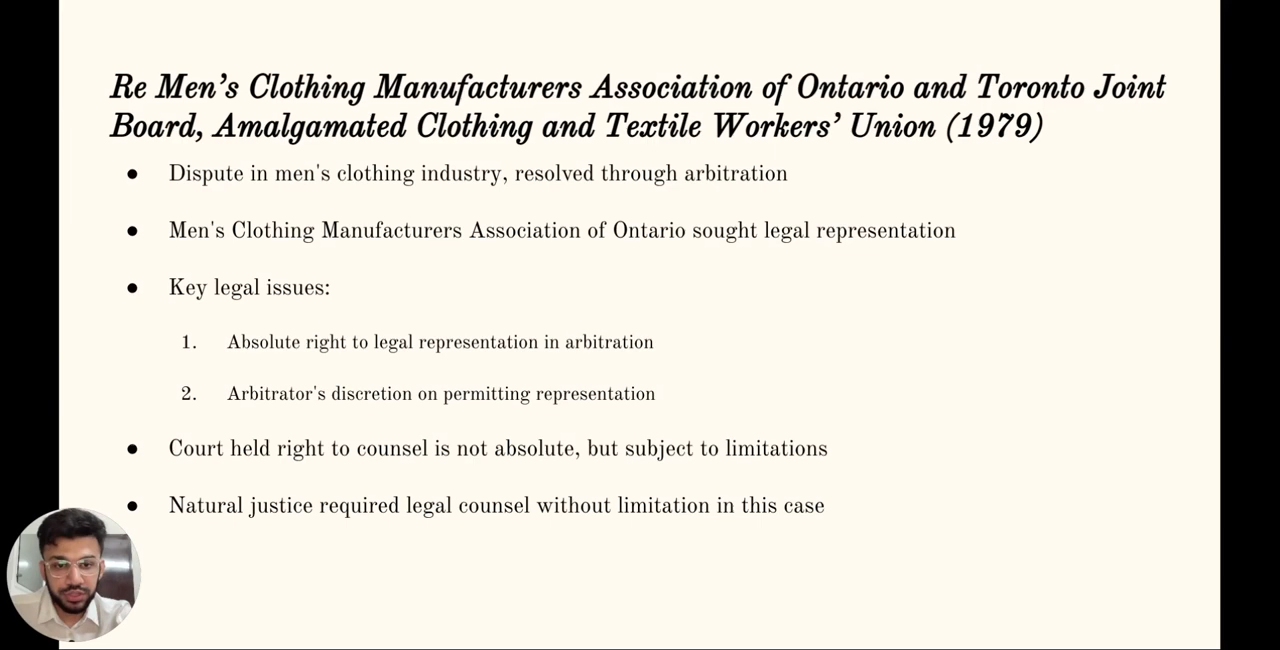 Re Men’s Clothing Manufacturers Association of Ontario and Toronto Joint
Board, Amalgamated Clothing and Textile Workers’ Union (1979)
● Dispute in men's clothing industry, resolved through arbitration
● Men's Clothing Manufacturers Association of Ontario sought legal representation
● Key legal issues:
1. Absolute right to legal representation in arbitration
2. Arbitrator's discretion on permitting representation
● Court held right to counsel is not absolute, but subject to limitations
● Natural justice required legal counsel without limitation in this case